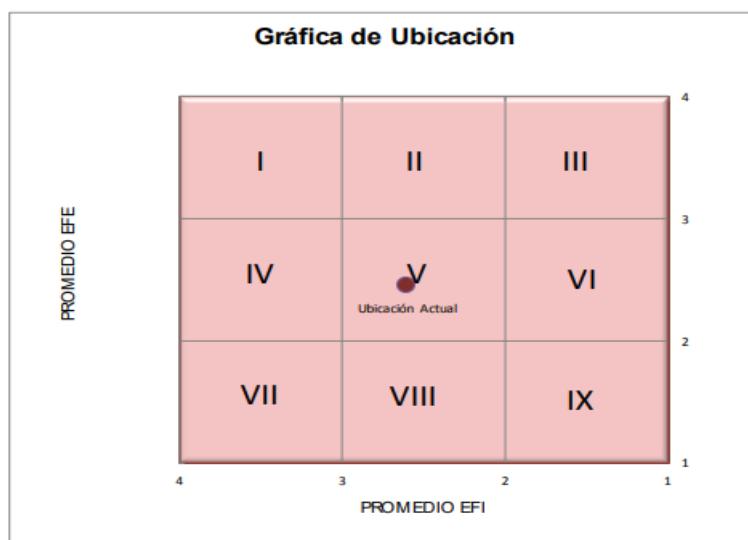 Gráfica de Ubicación
4
I II III
3
PROMEDIO EFE
IV V VI
Ubicación Actual
2
VII VIII IX
1
4 3 2 1
PROMEDIO EFI